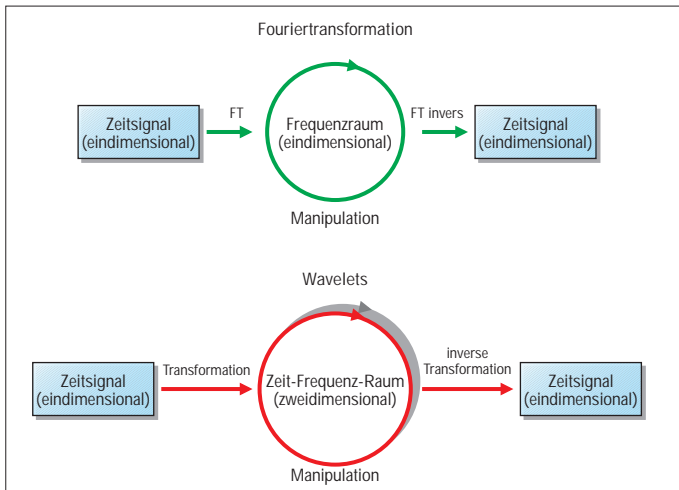 Fouriertransformation
Zeitsignal
(eindimensional)
FT
Frequenzraum
(eindimensional)
FT invers
Zeitsignal
(eindimensional)
Manipulation
Wavelets
Zeitsignal
(eindimensional)
Transformation
Zeit-Frequenz-Raum
(zweidimensional)
inverse
Transformation
Zeitsignal
(eindimensional)
Manipulation